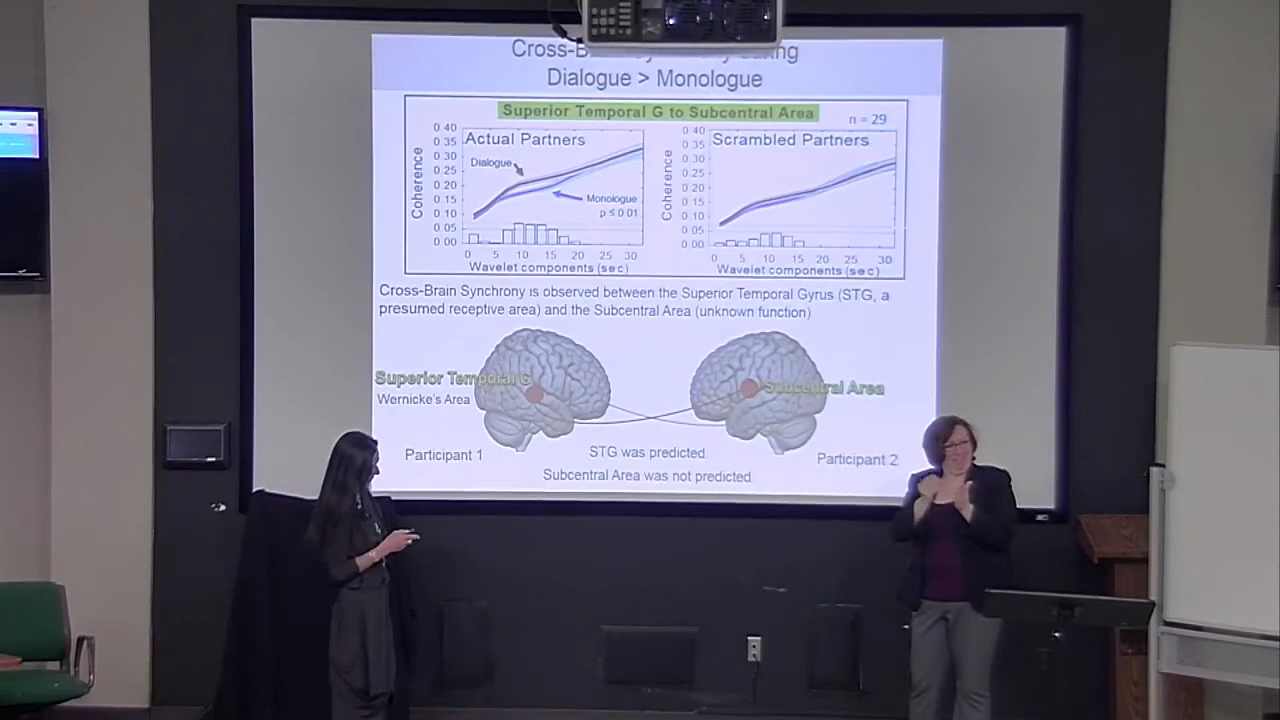 Cross-B
ing
Dialogue > Monologue
Superior Temporal G to Subcentral Area
n = 29
Actual Partners
Scrambled Partners
Coherence
0 40
0 35
0 30
0 25
0 20
0 15
0 10
0 05
0 00
Dialogue
Monologue
p ≤ 0.01
0 5 10 15 20 25 30
Wavelet components (sec)
Coherence
0 40
0 35
0 30
0 25
0 20
0 15
0 10
0 05
0 00
0 5 10 15 20 25 30
Wavelet components (sec)
Cross-Brain Synchrony is observed between the Superior Temporal Gyrus (STG, a
presumed receptive area) and the Subcentral Area (unknown function)
Superior Temporal G
Subcentral Area
Wernicke's Area
Participant 1
STG was predicted.
Participant 2
Subcentral Area was not predicted.